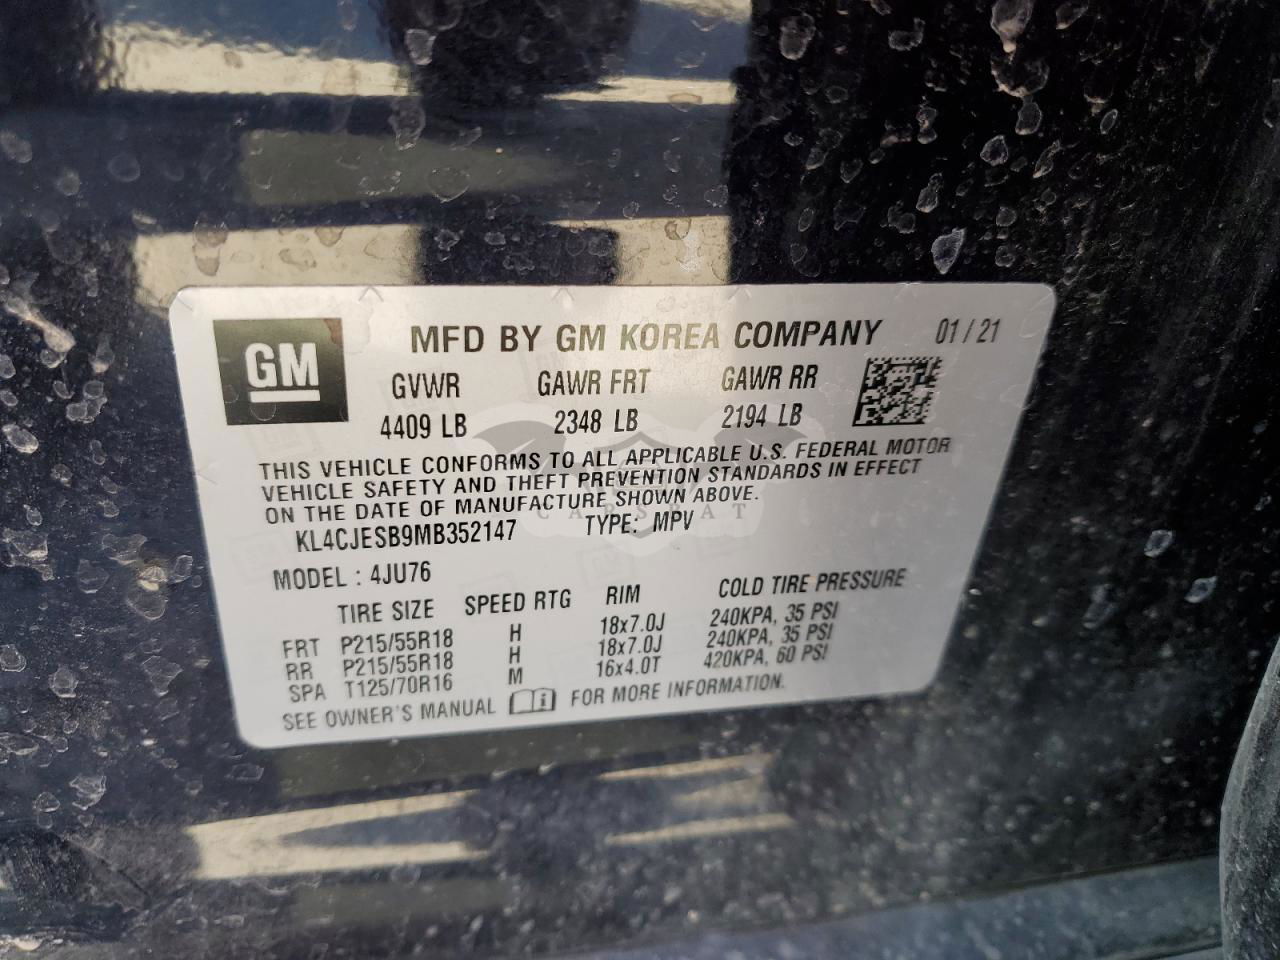 GM
MFD BY GM KOREA COMPANY 01 / 21
GVWR GAWR FRT GAWR RR
4409 LB 2348 LB 2194 LB
THIS VEHICLE CONFORMS TO ALL APPLICABLE U.S. FEDERAL MOTOR
VEHICLE SAFETY AND THEFT PREVENTION STANDARDS IN EFFECT
ON THE DATE OF MANUFACTURE SHOWN ABOVE.
CARSBAT
KL4CJESB9MB352147 TYPE: MPV
MODEL : 4JU76
TIRE SIZE SPEED RTG RIM COLD TIRE PRESSURE
FRT P215/55R18 H 18x7.0J 240KPA, 35 PSI
RR P215/55R18 H 18x7.0J 240KPA, 35 PSI
SPA T125/70R16 M 16x4.0T 420KPA, 60 PSI
SEE OWNER'S MANUAL i FOR MORE INFORMATION.